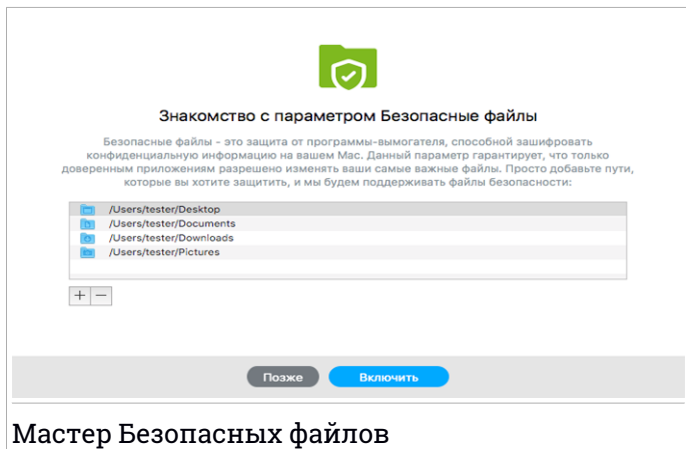 Знакомство с параметром Безопасные файлы
Безопасные файлы - это защита от программы-вымогателя, способной зашифровать
конфиденциальную информацию на вашем Mac. Данный параметр гарантирует, что только
доверенным приложениям разрешено изменять ваши самые важные файлы. Просто добавьте пути,
которые вы хотите защитить, и мы будем поддерживать файлы безопасности:
/Users/tester/Desktop
/Users/tester/Documents
/Users/tester/Downloads
/Users/tester/Pictures
+ −
Позже Включить
Мастер Безопасных файлов